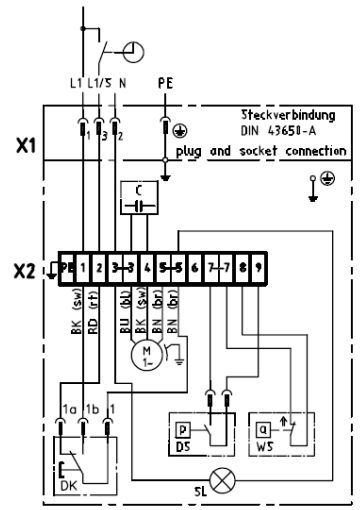 L1 L1/S N PE
Steckverbindung
DIN 43650-A
1 3 2
X1
plug and socket connection
C
X2
PE 1 2 3 3 4 5 5 6 7 7 8 9
BK (sw)
RD (rt)
BU (bl)
BK (sw)
BN (br)
BN (br)
M
1~
1a 1b 1
p
q
DK
DS
WS
SL